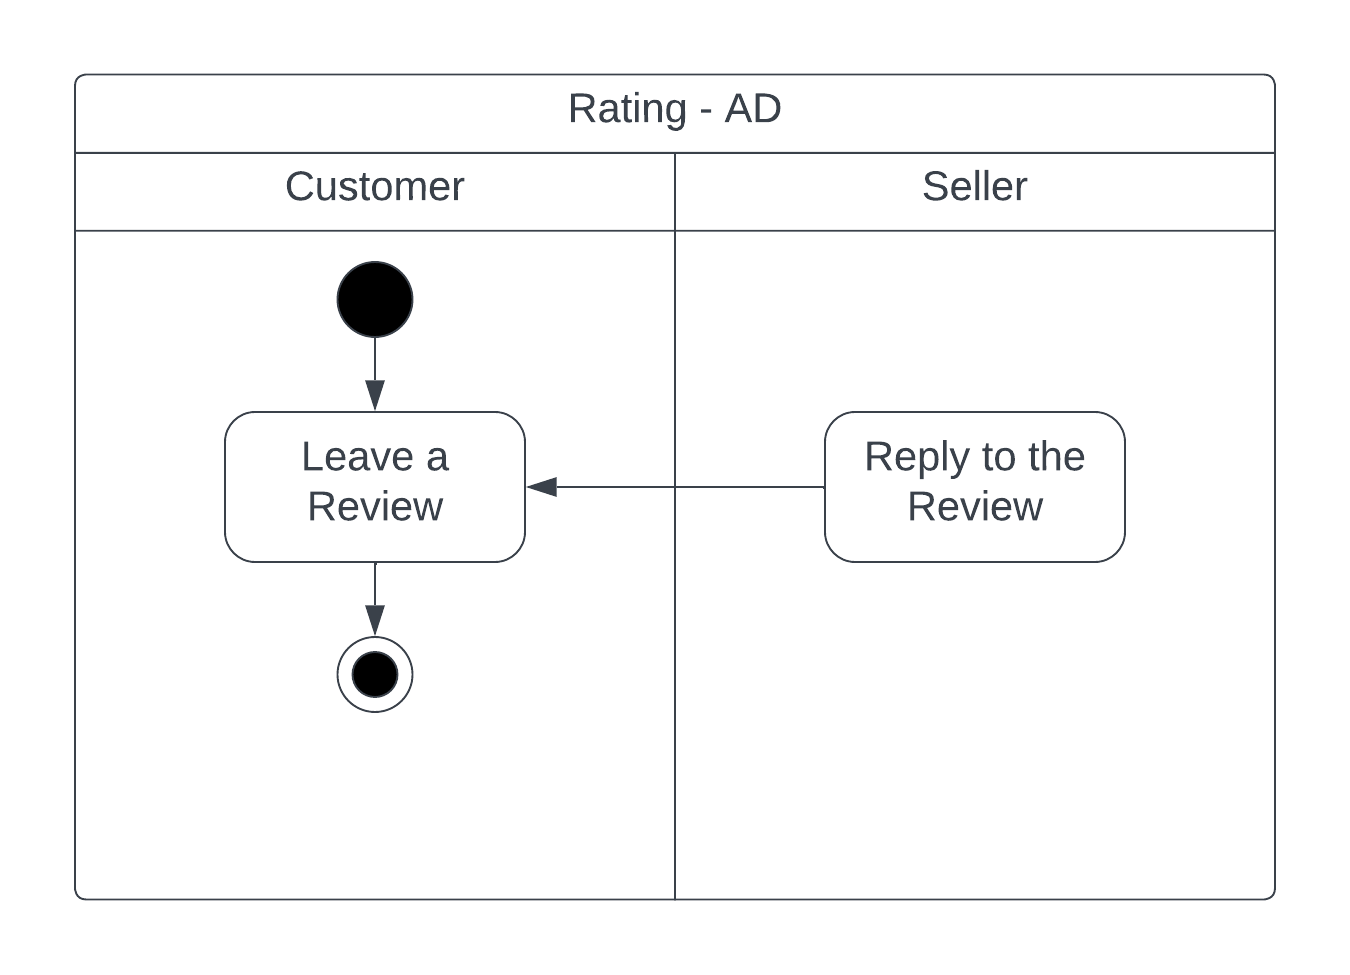 Rating - AD
Customer
Seller
Leave a
Review
Reply to the
Review